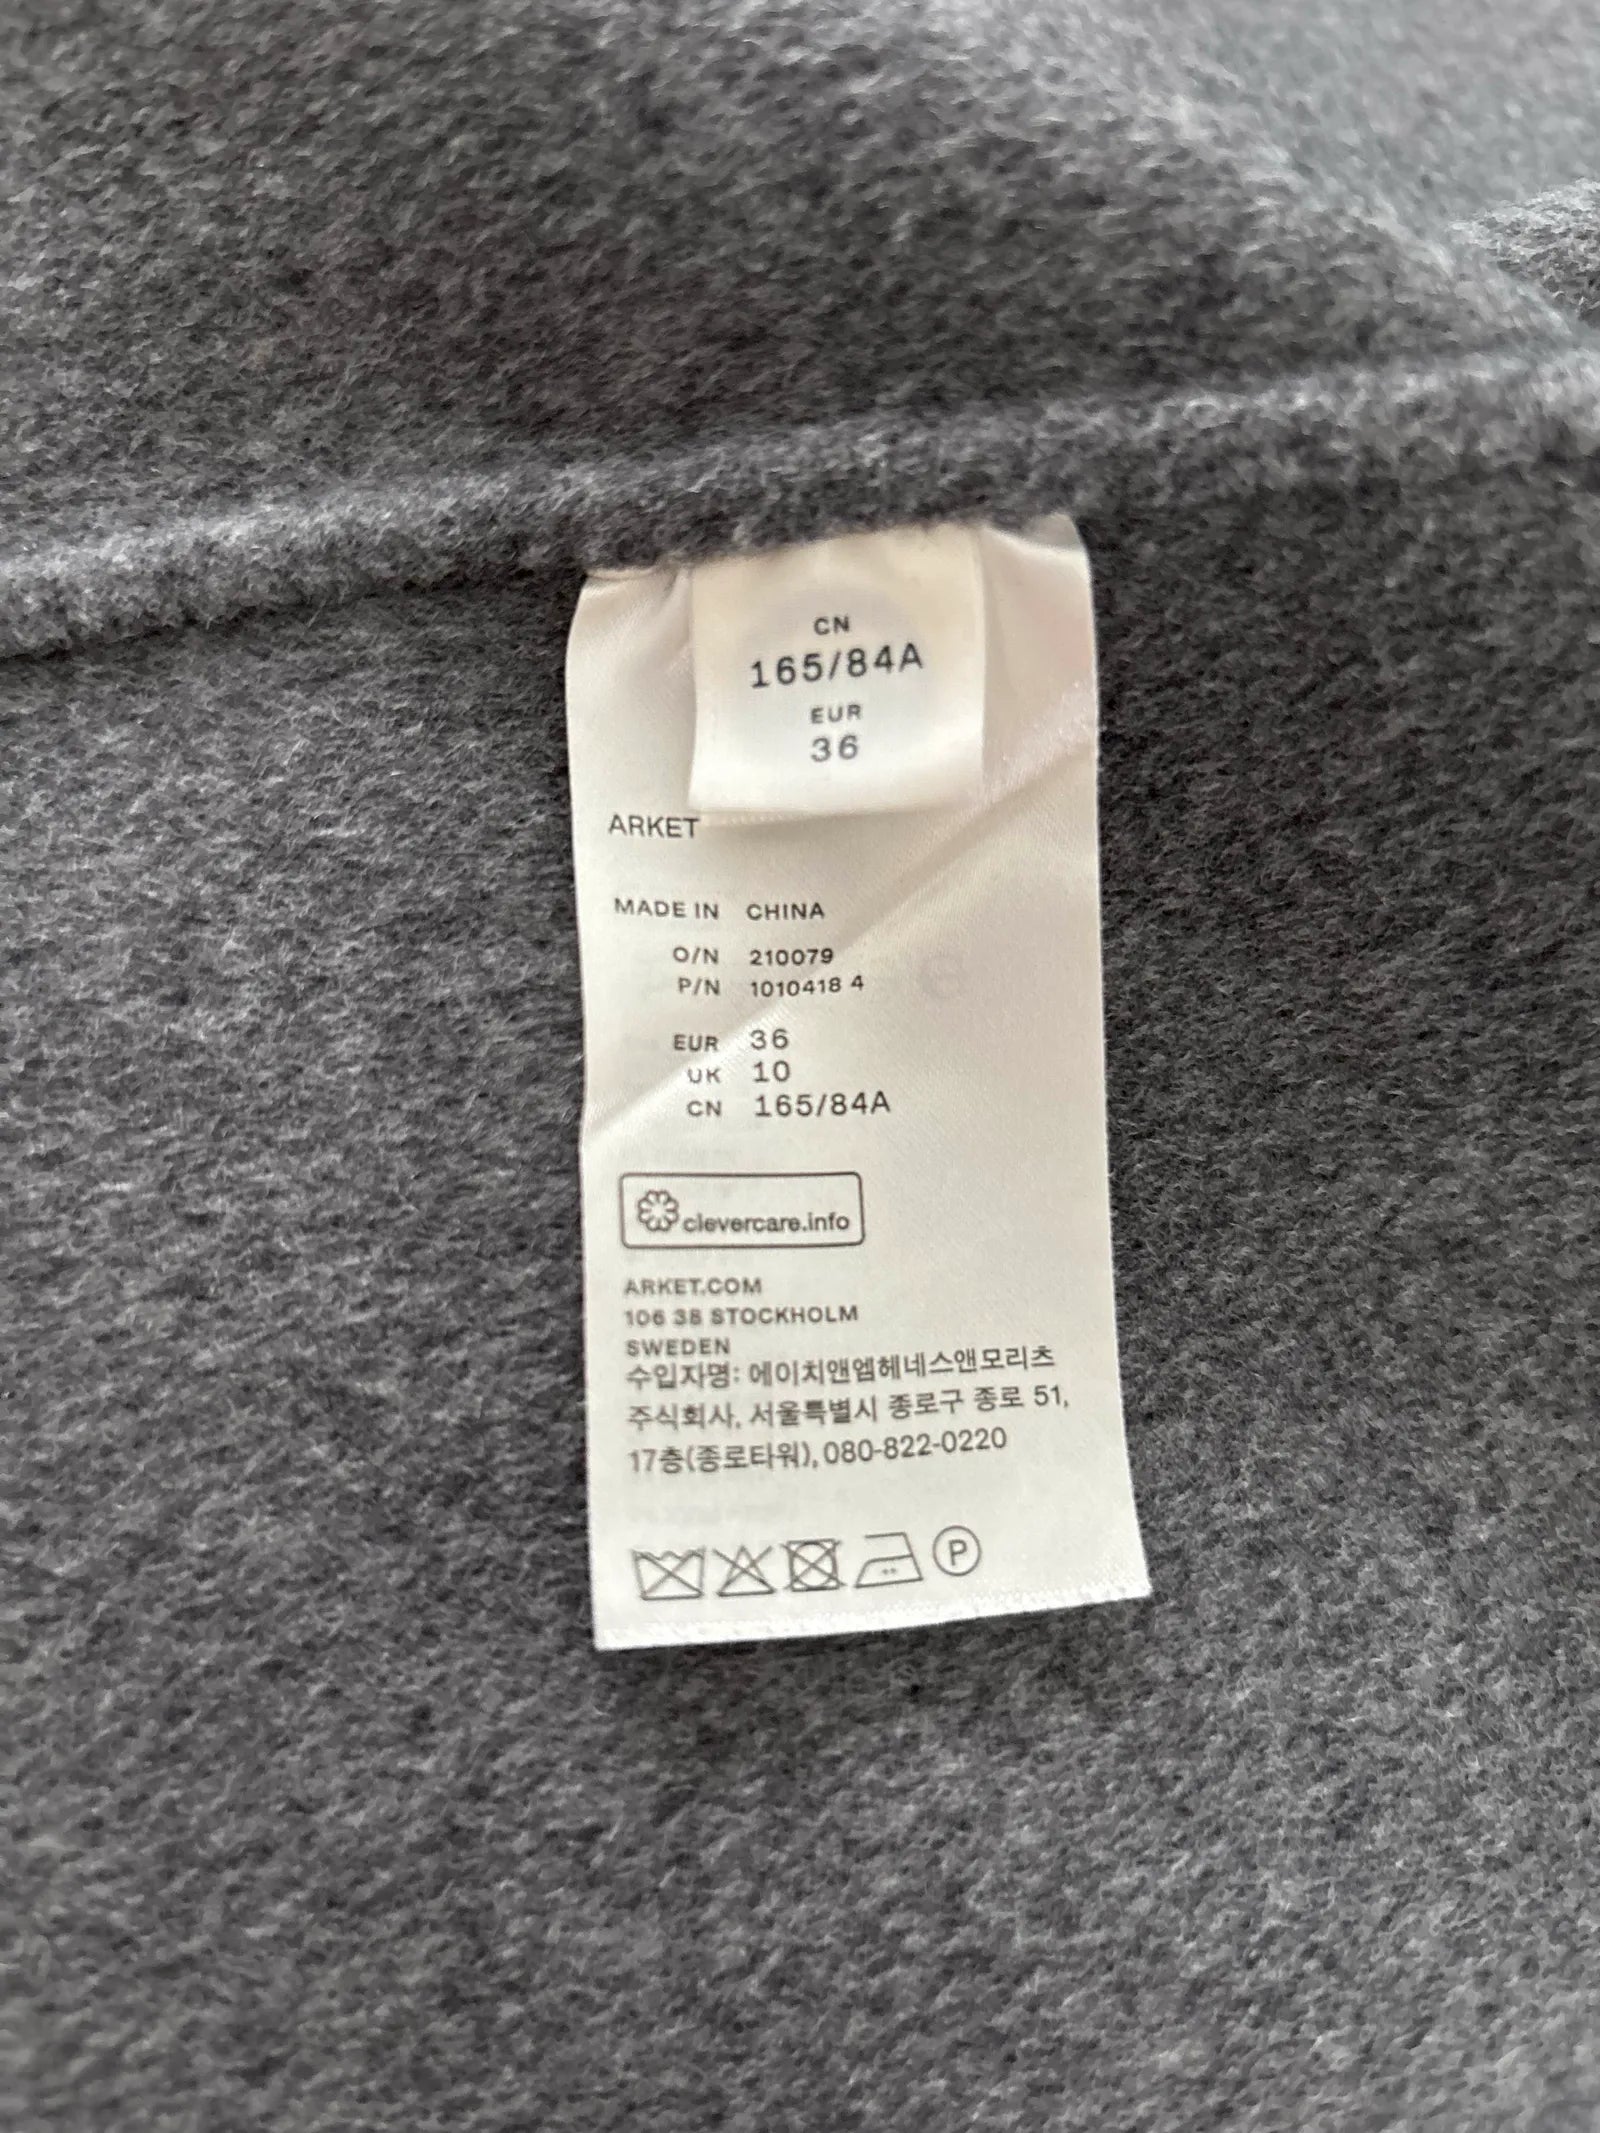 CN
165/84A
EUR
36
ARKET
MADE IN CHINA
O/N 210079
P/N 1010418 4
EUR 36
UK 10
CN 165/84A
clevercare.info
ARKET.COM
106 38 STOCKHOLM
SWEDEN
수입자명: 에이치앤엠헤네스앤모리츠
주식회사, 서울특별시 종로구 종로 51,
17층(종로타워), 080-822-0220
P